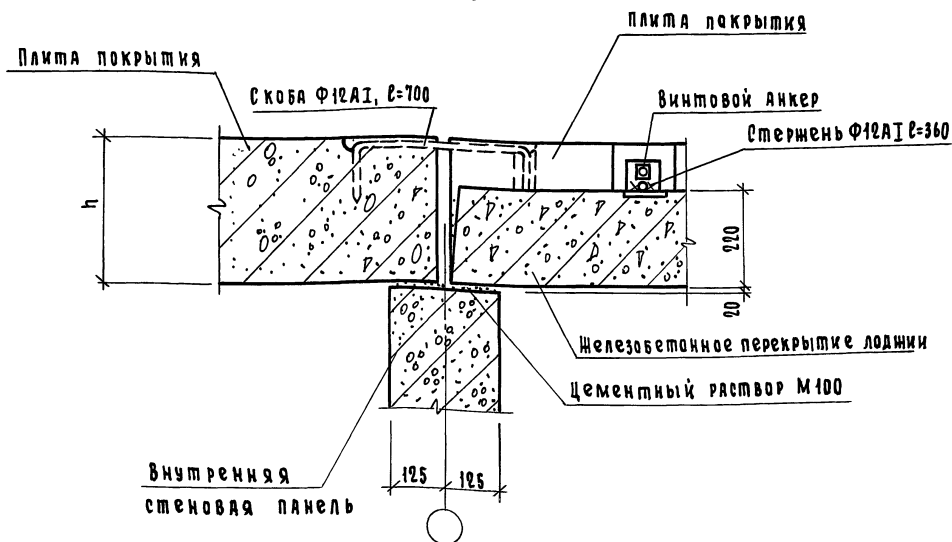 Плита покрытия
Плита покрытия
Скоба Ф12АI, ℓ=700
Винтовой анкер
Стержень Ф12АI ℓ=360
h
220
20
Железобетонное перекрытие лоджии
Цементный раствор М100
Внутренняя
стеновая панель
125
125